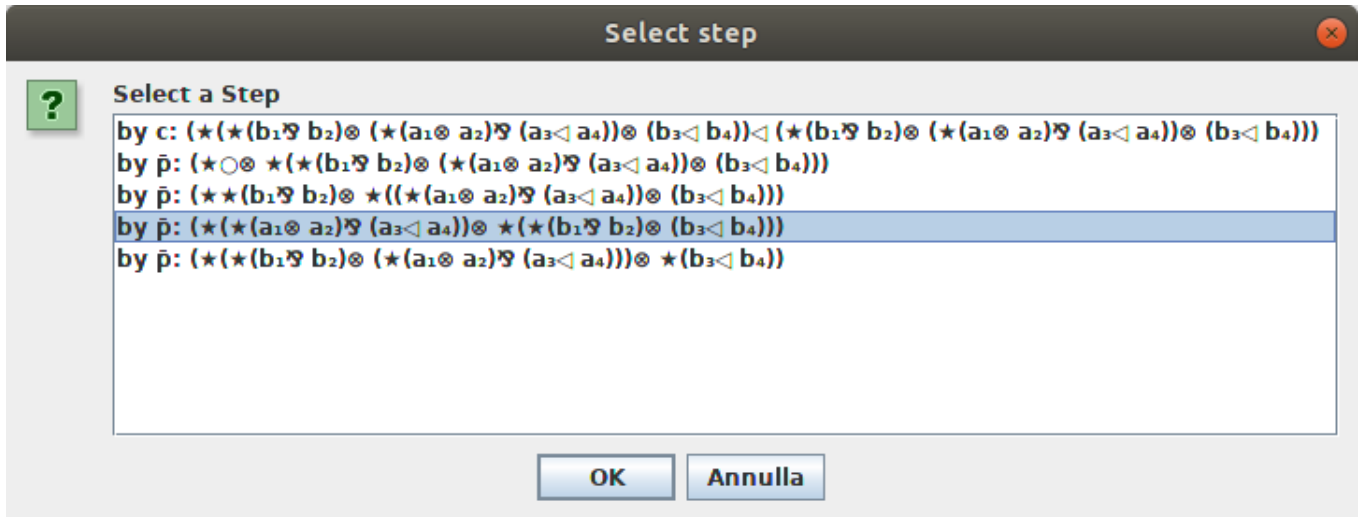 Select step
?
Select a Step
by c: (★(★(b₁⅋ b₂)⊗ (★(a₁⊗ a₂)⅋ (a₃◁ a₄))⊗ (b₃◁ b₄))◁ (★(b₁⅋ b₂)⊗ (★(a₁⊗ a₂)⅋ (a₃◁ a₄))⊗ (b₃◁ b₄)))
by p̄: (★○⊗ ★(★(b₁⅋ b₂)⊗ (★(a₁⊗ a₂)⅋ (a₃◁ a₄))⊗ (b₃◁ b₄)))
by p̄: (★★(b₁⅋ b₂)⊗ ★((★(a₁⊗ a₂)⅋ (a₃◁ a₄))⊗ (b₃◁ b₄)))
by p̄: (★(★(a₁⊗ a₂)⅋ (a₃◁ a₄))⊗ ★(★(b₁⅋ b₂)⊗ (b₃◁ b₄)))
by p̄: (★(★(b₁⅋ b₂)⊗ (★(a₁⊗ a₂)⅋ (a₃◁ a₄)))⊗ ★(b₃◁ b₄))
OK Annulla